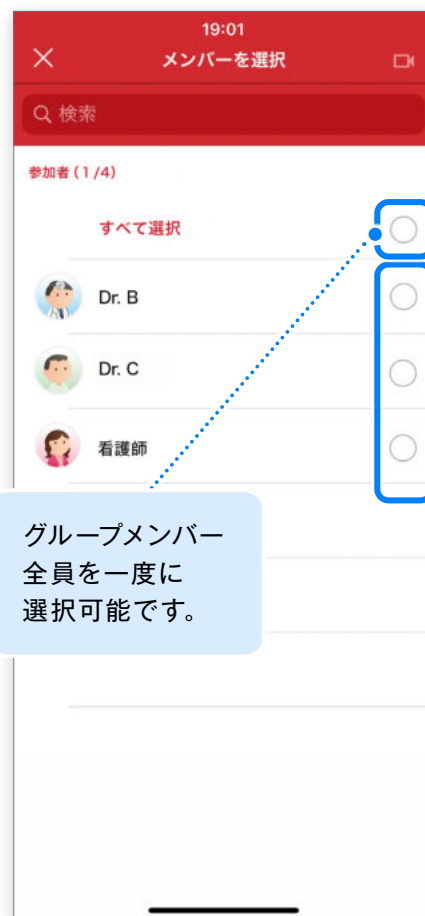 19:01
メンバーを選択
検索
参加者(1/4)
すべて選択
Dr. B
Dr. C
看護師
グループメンバー
全員を一度に
選択可能です。